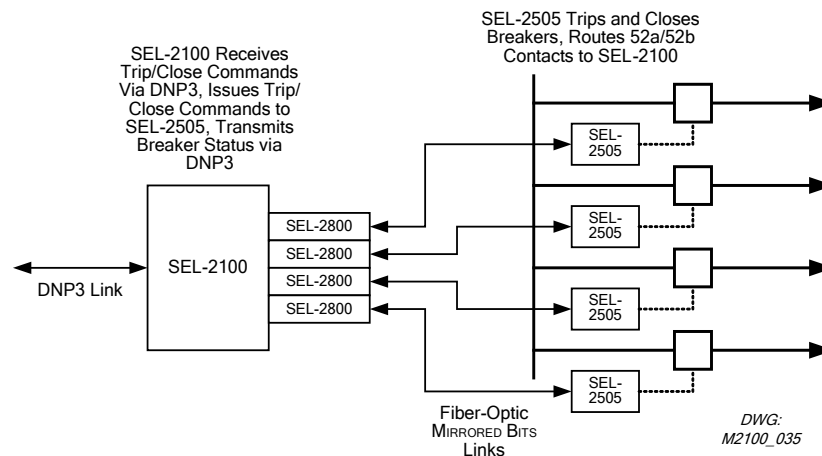 SEL-2505 Trips and Closes
Breakers, Routes 52a/52b
Contacts to SEL-2100
SEL-2100 Receives
Trip/Close Commands
Via DNP3, Issues Trip/
Close Commands to
SEL-2505, Transmits
Breaker Status via
DNP3
SEL-
2505
SEL-2800
SEL-2800
SEL-2800
SEL-2800
SEL-2100
DNP3 Link
SEL-
2505
SEL-
2505
SEL-
2505
Fiber-Optic
MIRRORED BITS
Links
DWG:
M2100_035